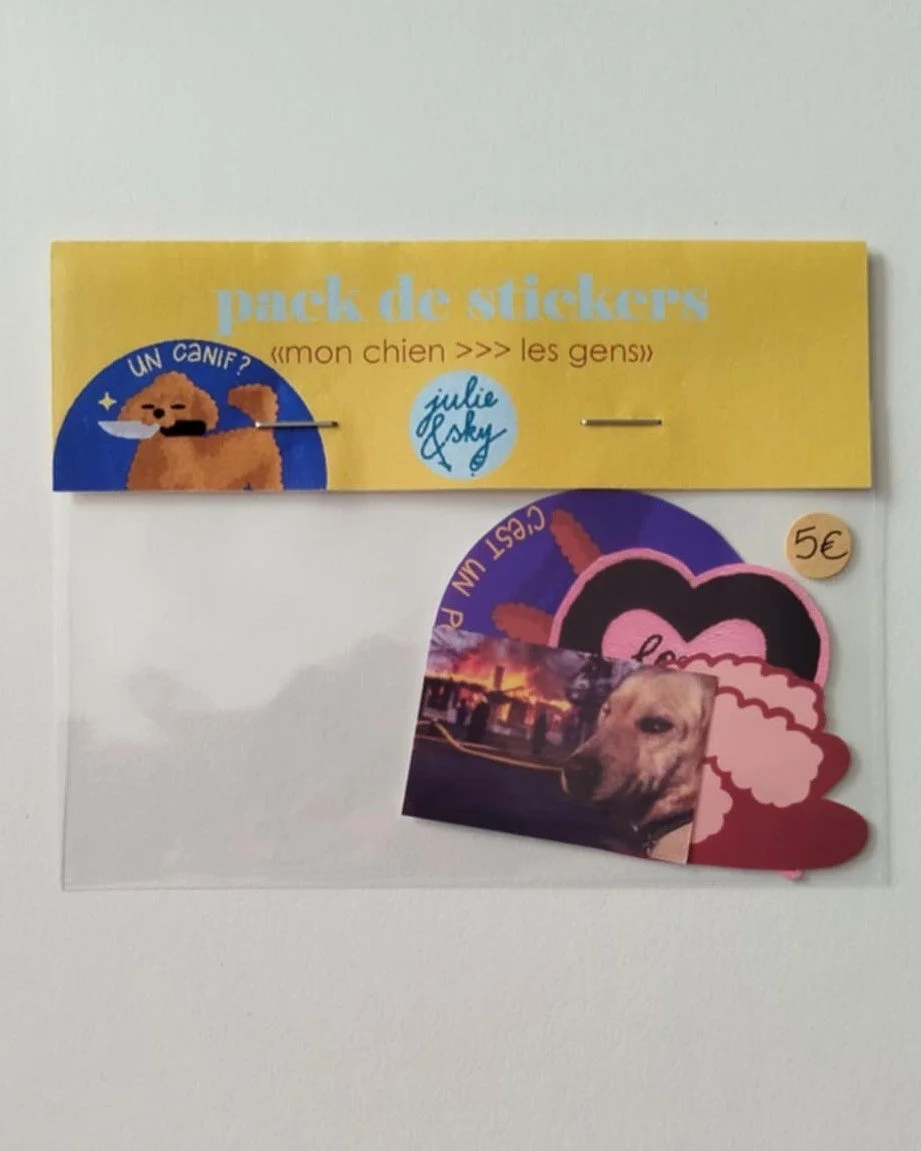 pack de stickers
«mon chien >>> les gens»
UN CANIF?
julie
& sky
5€
C'EST UN